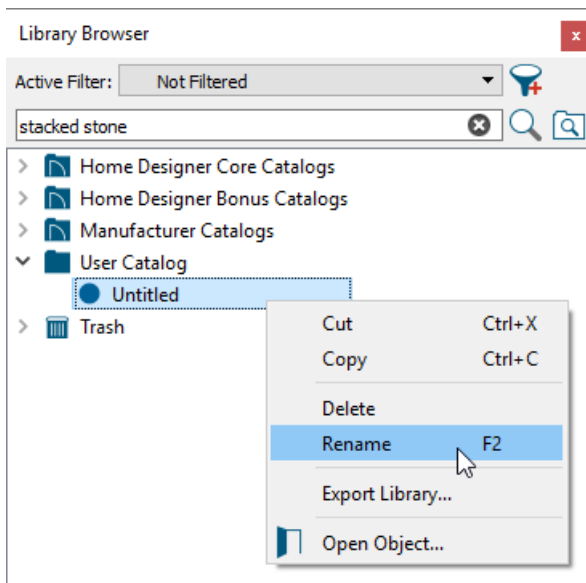 Library Browser
x
Active Filter: Not Filtered
stacked stone
Home Designer Core Catalogs
Home Designer Bonus Catalogs
Manufacturer Catalogs
User Catalog
Untitled
Trash
Cut Ctrl+X
Copy Ctrl+C
Delete
Rename F2
Export Library...
Open Object...